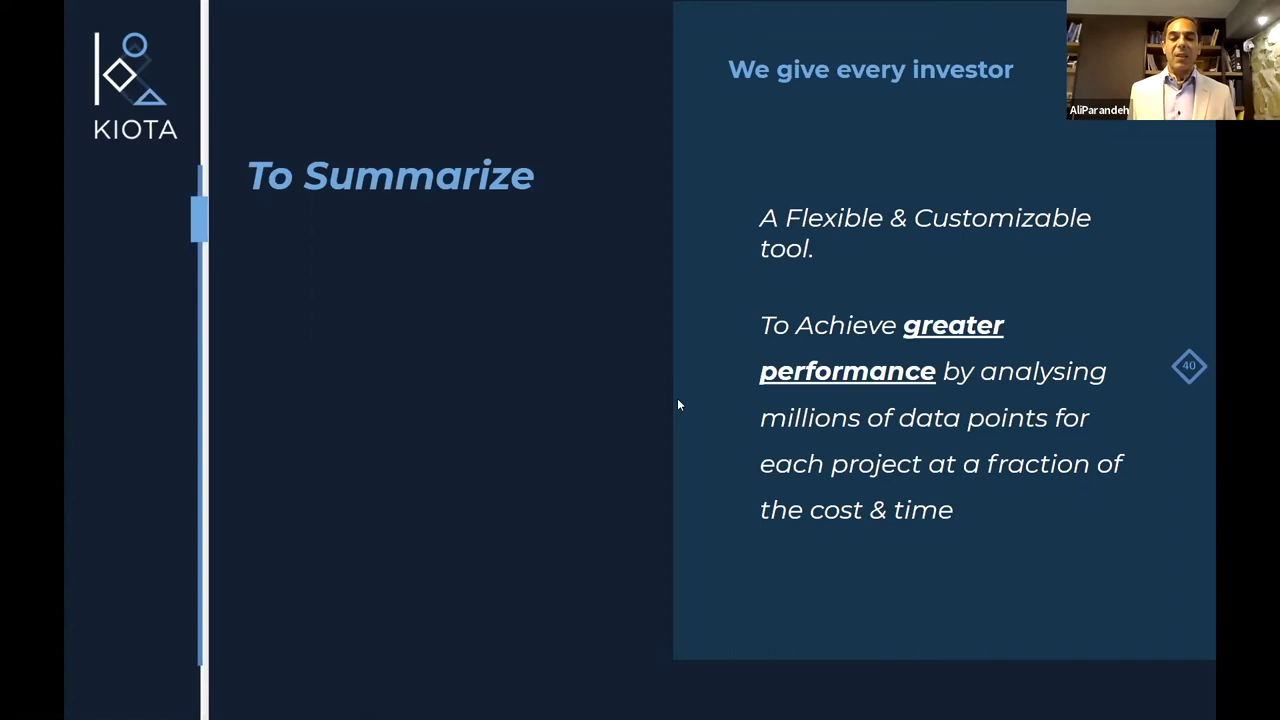 KIOTA
To Summarize
We give every investor
AliParandeh
A Flexible & Customizable
tool.
To Achieve greater
performance by analysing
millions of data points for
each project at a fraction of
the cost & time
40